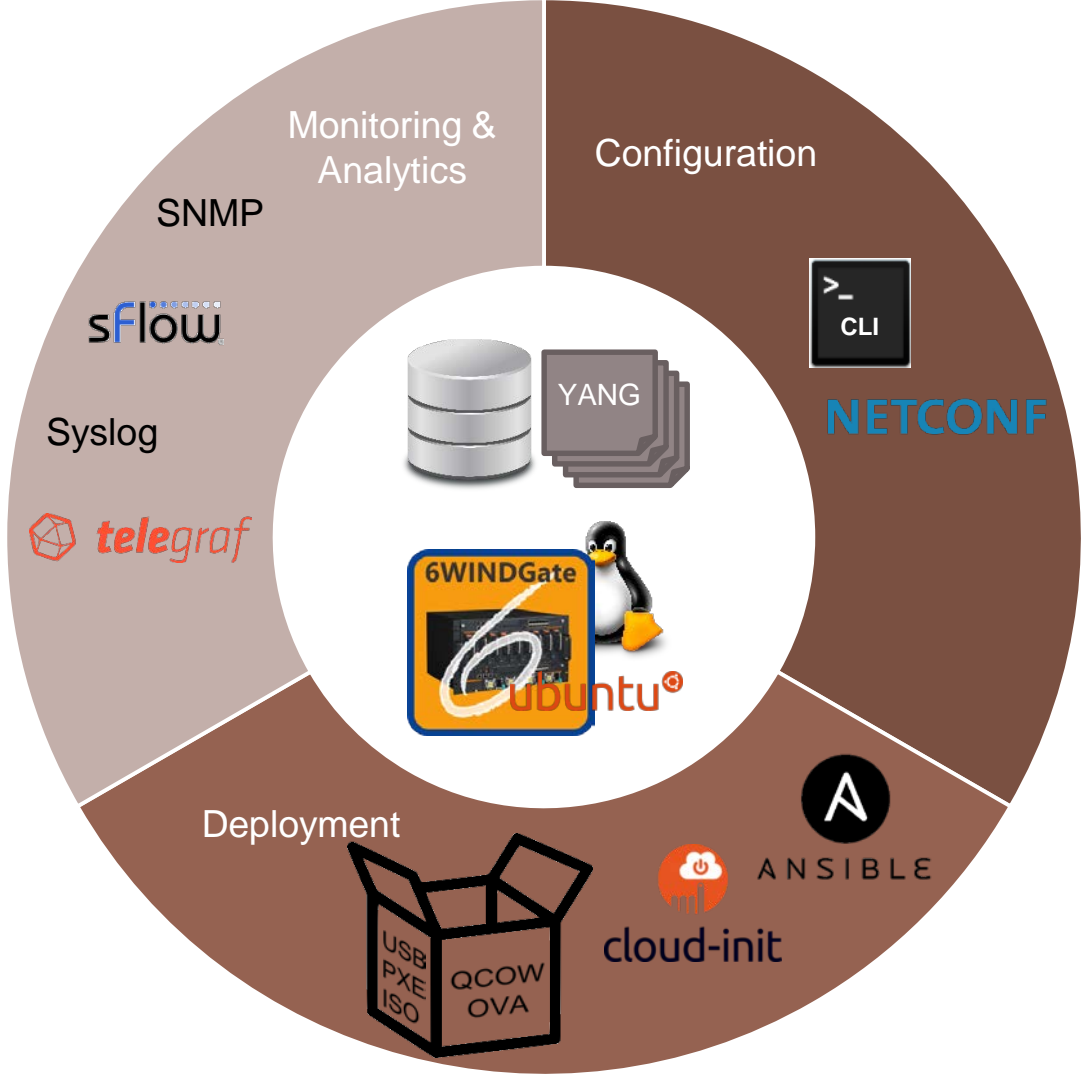 Monitoring &
Analytics
SNMP
sFlow
Syslog
telegraf
Configuration
>_
CLI
NETCONF
YANG
6WINDGate
6
ubuntu®
Deployment
USB
PXE
ISO
QCOW
OVA
cloud-init
ANSIBLE